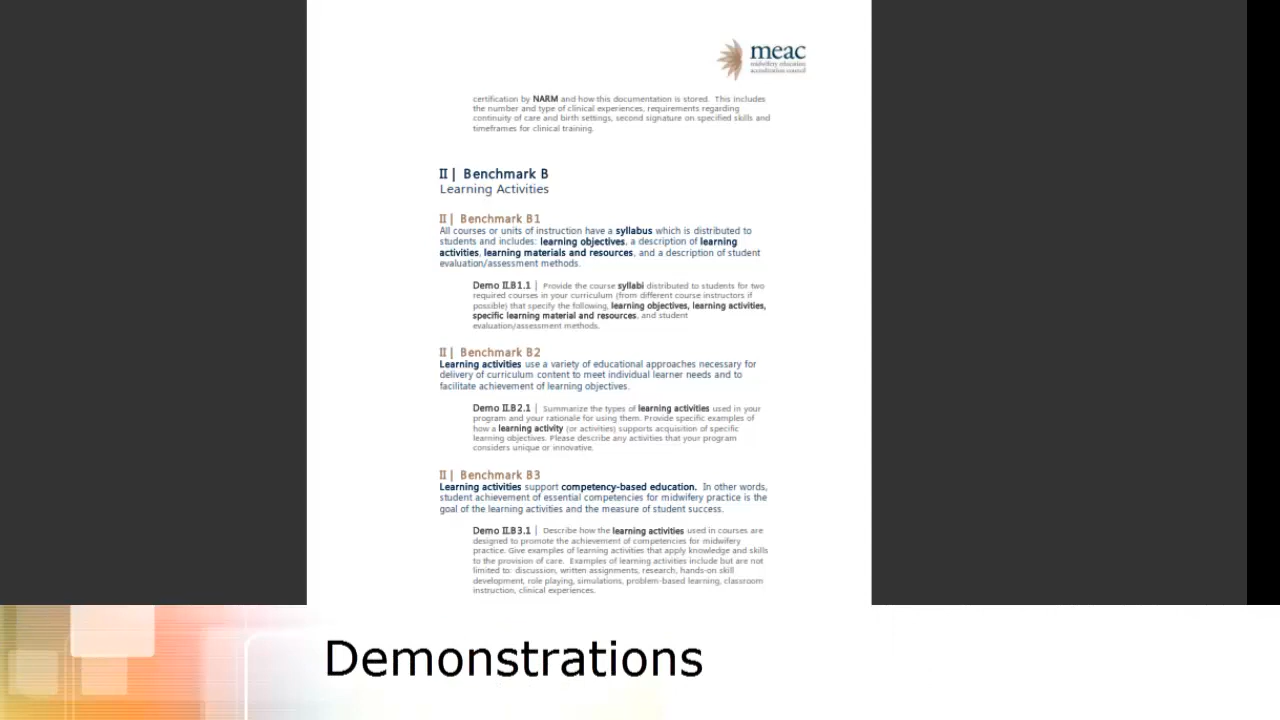 meac
midwifery education
accreditation council
certification by NARM and how this documentation is stored. This includes
the number and type of clinical experiences, requirements regarding
continuity of care and birth settings, second signature on specified skills and
timeframes for clinical training.
II | Benchmark B
Learning Activities
II | Benchmark B1
All courses or units of instruction have a syllabus which is distributed to
students and includes: learning objectives, a description of learning
activities, learning materials and resources, and a description of student
evaluation/assessment methods.
Demo II.B1.1 | Provide the course syllabi distributed to students for two
required courses in your curriculum (from different course instructors if
possible) that specify the following, learning objectives, learning activities,
specific learning material and resources, and student
evaluation/assessment methods.
II | Benchmark B2
Learning activities use a variety of educational approaches necessary for
delivery of curriculum content to meet individual learner needs and to
facilitate achievement of learning objectives.
Demo II.B2.1 | Summarize the types of learning activities used in your
program and your rationale for using them. Provide specific examples of
how a learning activity (or activities) supports acquisition of specific
learning objectives. Please describe any activities that your program
considers unique or innovative.
II | Benchmark B3
Learning activities support competency-based education. In other words,
student achievement of essential competencies for midwifery practice is the
goal of the learning activities and the measure of student success.
Demo II.B3.1 | Describe how the learning activities used in courses are
designed to promote the achievement of competencies for midwifery
practice. Give examples of learning activities that apply knowledge and skills
to the provision of care. Examples of learning activities include but are not
limited to: discussion, written assignments, research, hands-on skill
development, role playing, simulations, problem-based learning, classroom
instruction, clinical experiences.
Demonstrations